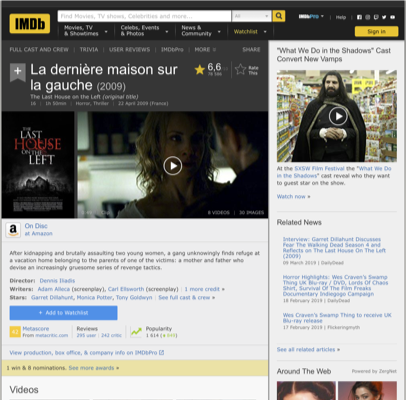 IMDb
Find Movies, TV shows, Celebrities and more...
All
IMDbPro
Help
Movies, TV & Showtimes
Celebs, Events & Photos
News & Community
Watchlist
Sign in
FULL CAST AND CREW | TRIVIA | USER REVIEWS | IMDbPro | MORE
SHARE
La dernière maison sur
la gauche (2009)
The Last House on the Left (original title)
16 | 1h 50min | Horror, Thriller | 22 April 2009 (France)
6,6
Rate
This
THE
LAST
HOUSE
ON THE
LEFT
8 VIDEOS | 30 IMAGES
On Disc
at Amazon
After kidnapping and brutally assaulting two young women, a gang unknowingly finds refuge at
a vacation home belonging to the parents of one of the victims: a mother and father who
devise an increasingly gruesome series of revenge tactics.
Director: Dennis Iliadis
Writers: Adam Alleca (screenplay), Carl Ellsworth (screenplay) | 1 more credit »
Stars: Garret Dillahunt, Monica Potter, Tony Goldwyn | See full cast & crew »
+ Add to Watchlist
Metascore
From metacritic.com
Reviews
295 user | 242 critic
Popularity
View production, box office, & company info on IMDbPro
1 win & 8 nominations. See more awards »
Videos
"What We Do in the Shadows" Cast
Convert New Vamps
At the SXSW Film Festival the "What We Do
in the Shadows" cast reveal who they want
to guest star on the show.
Watch now »
Related News
Interview: Garret Dillahunt Discusses
Fear The Walking Dead Season 4 and
Reflects on The Last House On the Left
(2009)
09 March 2019 | DailyDead
Horror Highlights: Wes Craven's Swamp
Thing UK Blu-ray / DVD, Lords Of Chaos
Shirt, Survival Of The Film Freaks
Documentary Indiegogo Campaign
18 February 2019 | DailyDead
Wes Craven's Swamp Thing to receive UK
Blu-ray release
17 February 2019 | Flickeringmyth
See all related articles »
Around The Web
Powered by ZergNet